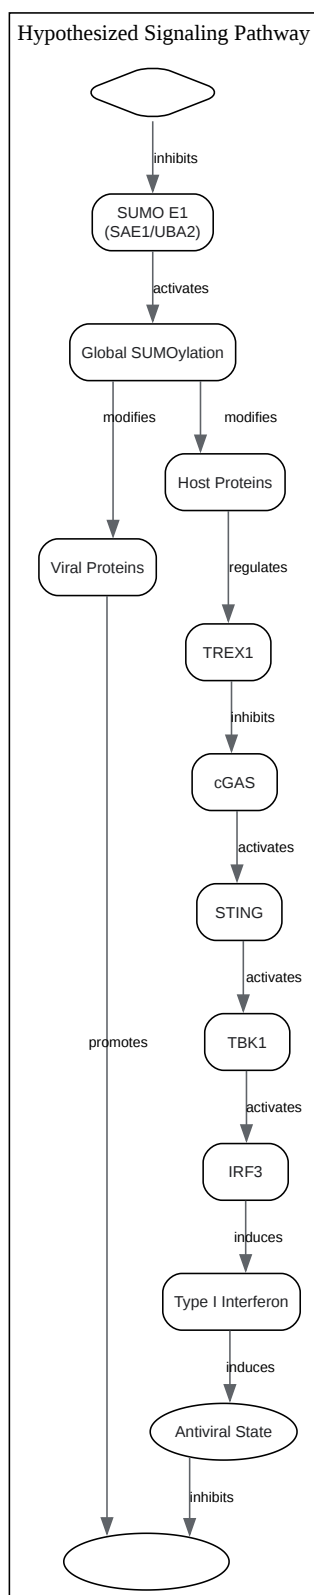 Hypothesized Signaling Pathway
inhibits
SUMO E1
(SAE1/UBA2)
activates
Global SUMOylation
modifies
modifies
Host Proteins
Viral Proteins
regulates
TREX1
inhibits
cGAS
activates
STING
activates
TBK1
promotes
activates
IRF3
induces
Type I Interferon
induces
Antiviral State
inhibits